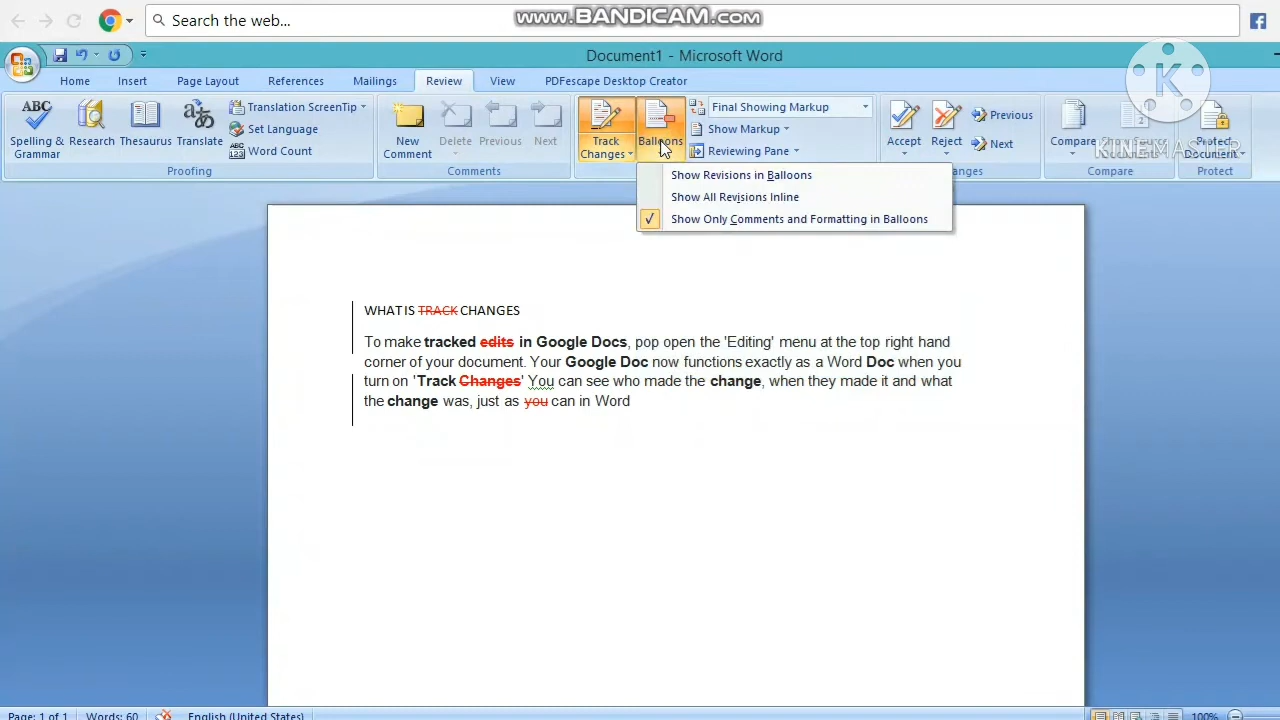 www.BANDICAM.com
Search the web...
Document1 - Microsoft Word
Home Insert Page Layout References Mailings Review View PDFescape Desktop Creator
ABC
Spelling & Grammar
Research
Thesaurus
Translate
Translation ScreenTip
Set Language
ABC 123 Word Count
Proofing
New Comment
Delete
Previous
Next
Comments
Track Changes
Balloons
Final Showing Markup
Show Markup
Reviewing Pane
Accept
Reject
Previous
Next
nges
Compare
Compare
Protect Document
Protect
K
KINEMASTER
Show Revisions in Balloons
Show All Revisions Inline
Show Only Comments and Formatting in Balloons
WHAT IS TRACK CHANGES
To make tracked edits in Google Docs, pop open the 'Editing' menu at the top right hand
corner of your document. Your Google Doc now functions exactly as a Word Doc when you
turn on 'Track Changes' You can see who made the change, when they made it and what
the change was, just as you can in Word
Page: 1 of 1 Words: 60 English (United States) 100%